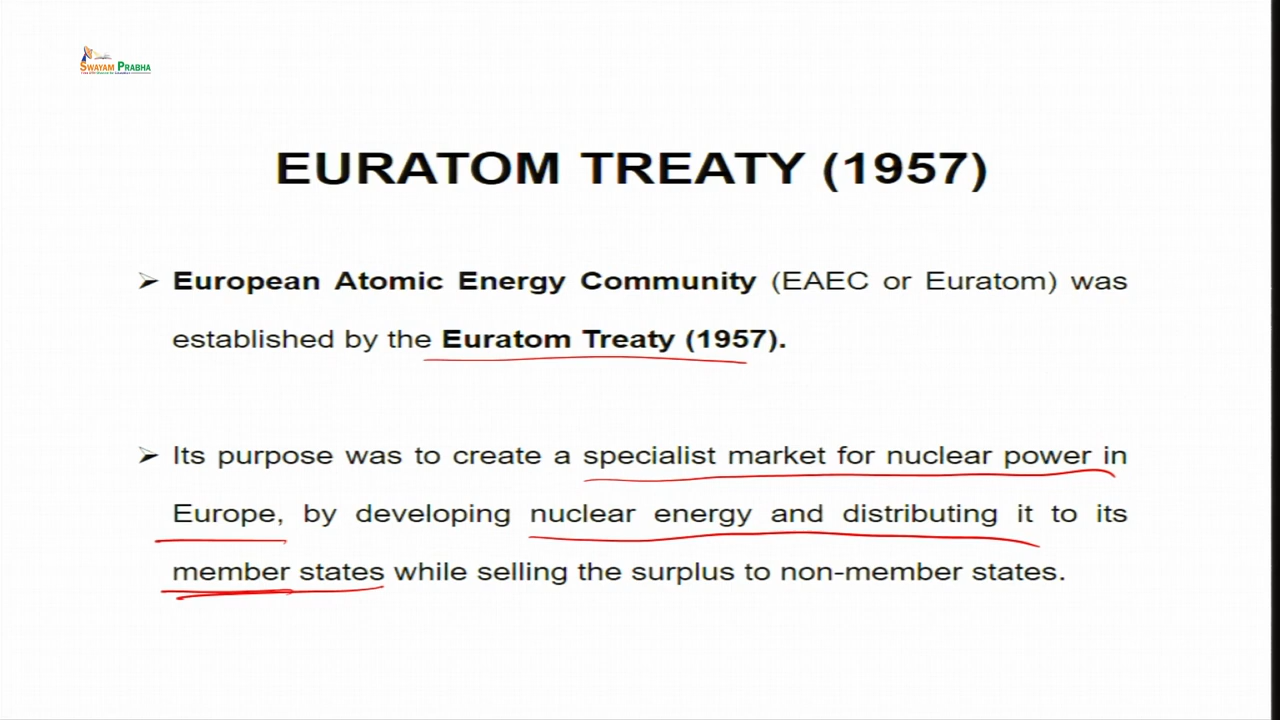 SWAYAM PRABHA
EURATOM TREATY (1957)
➢ European Atomic Energy Community (EAEC or Euratom) was
established by the Euratom Treaty (1957).
➢ Its purpose was to create a specialist market for nuclear power in
Europe, by developing nuclear energy and distributing it to its
member states while selling the surplus to non-member states.